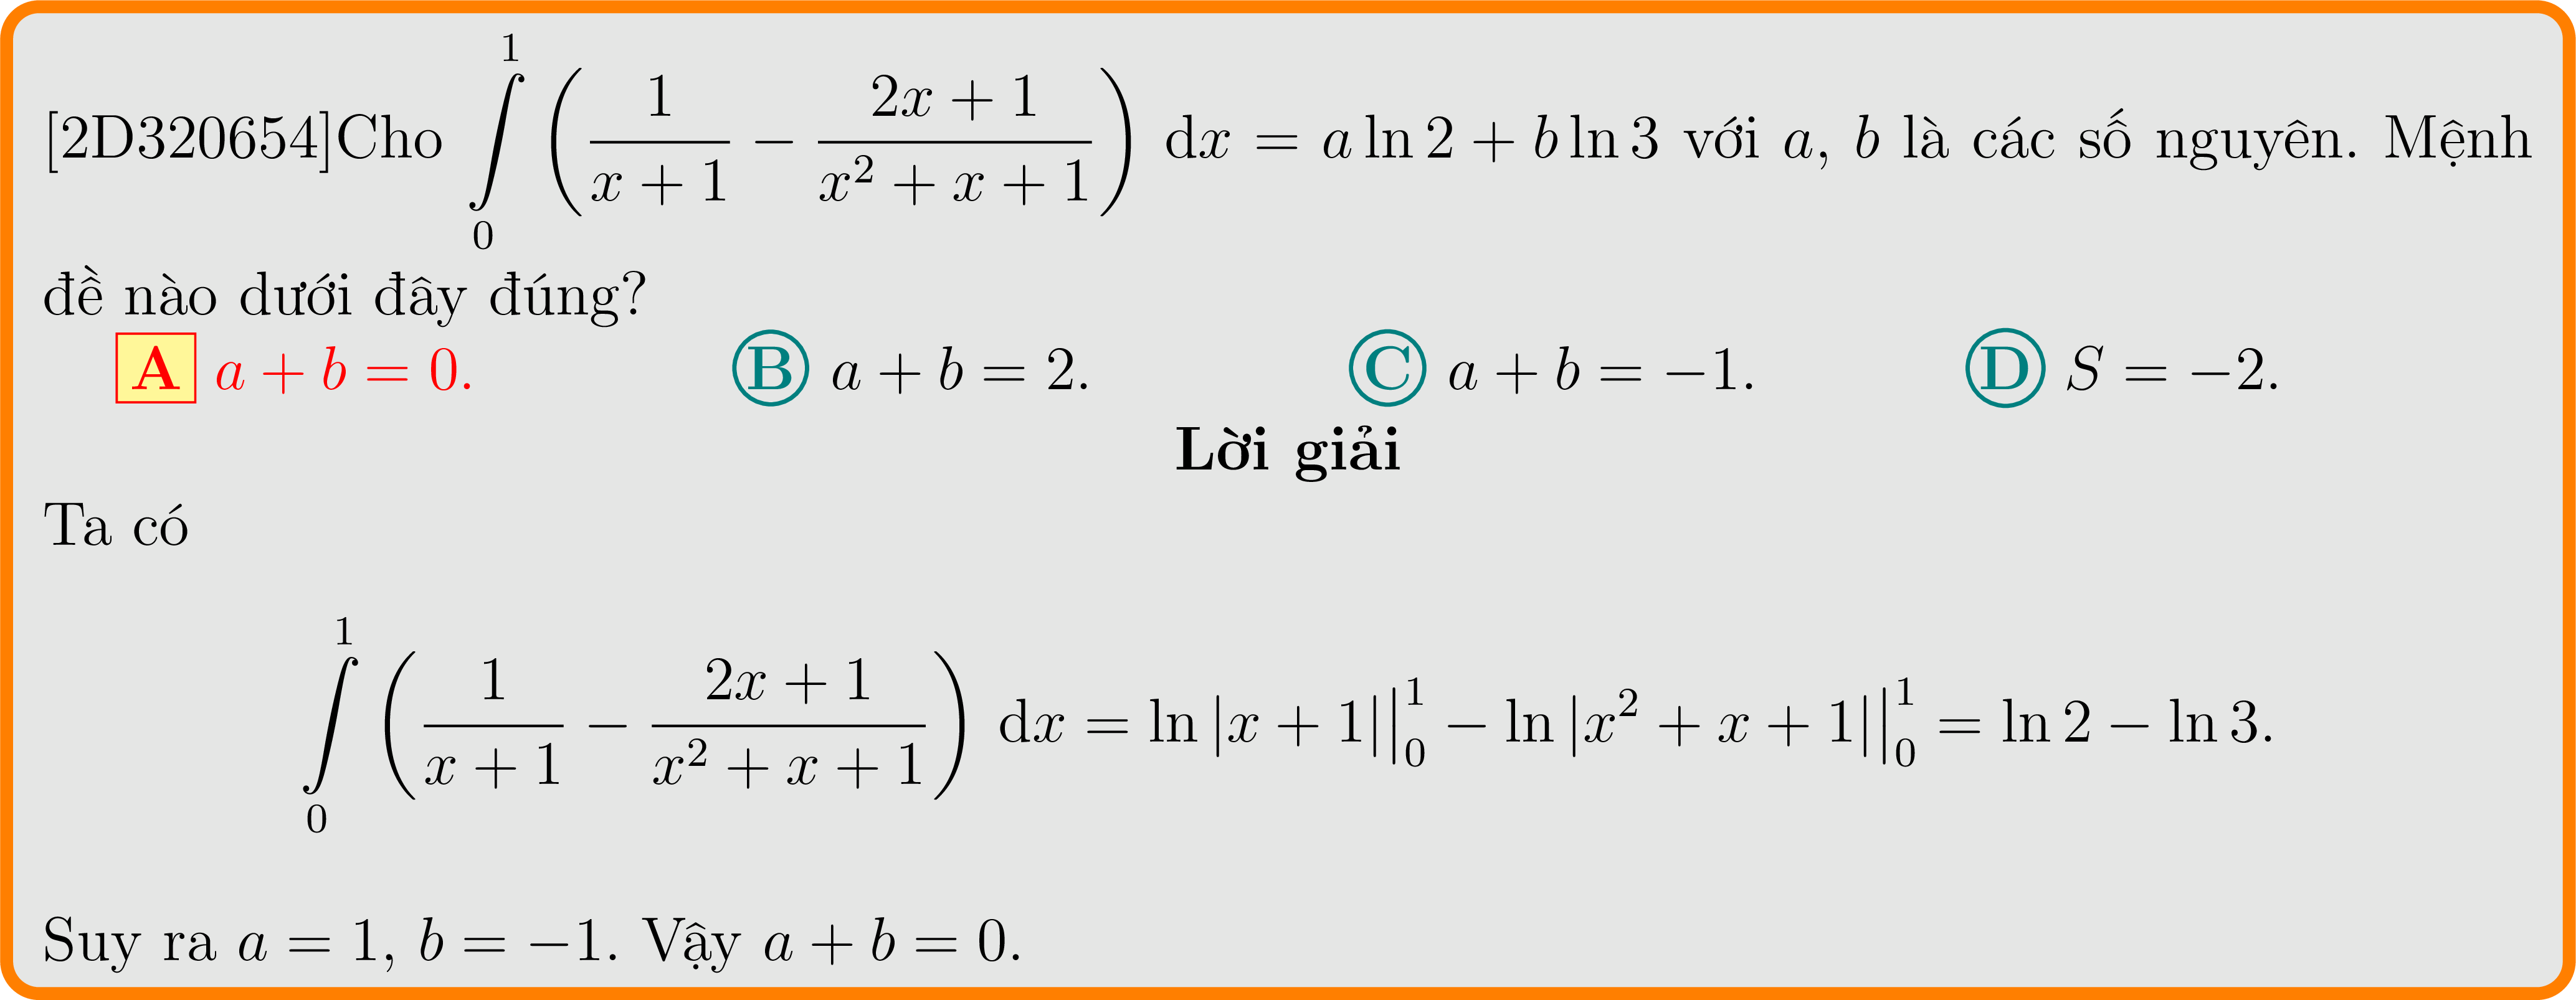 [2D320654]Cho $\int\limits_0^1 \left( \frac{1}{x+1} - \frac{2x+1}{x^2+x+1} \right) \mathrm{d}x = a \ln 2 + b \ln 3$ với $a$, $b$ là các số nguyên. Mệnh
đề nào dưới đây đúng?
A $a + b = 0$. B $a + b = 2$. C $a + b = -1$. D $S = -2$.
Lời giải
Ta có
$\int\limits_0^1 \left( \frac{1}{x+1} - \frac{2x+1}{x^2+x+1} \right) \mathrm{d}x = \ln |x+1| \Big|_0^1 - \ln |x^2+x+1| \Big|_0^1 = \ln 2 - \ln 3.$
Suy ra $a = 1$, $b = -1$. Vậy $a + b = 0$.